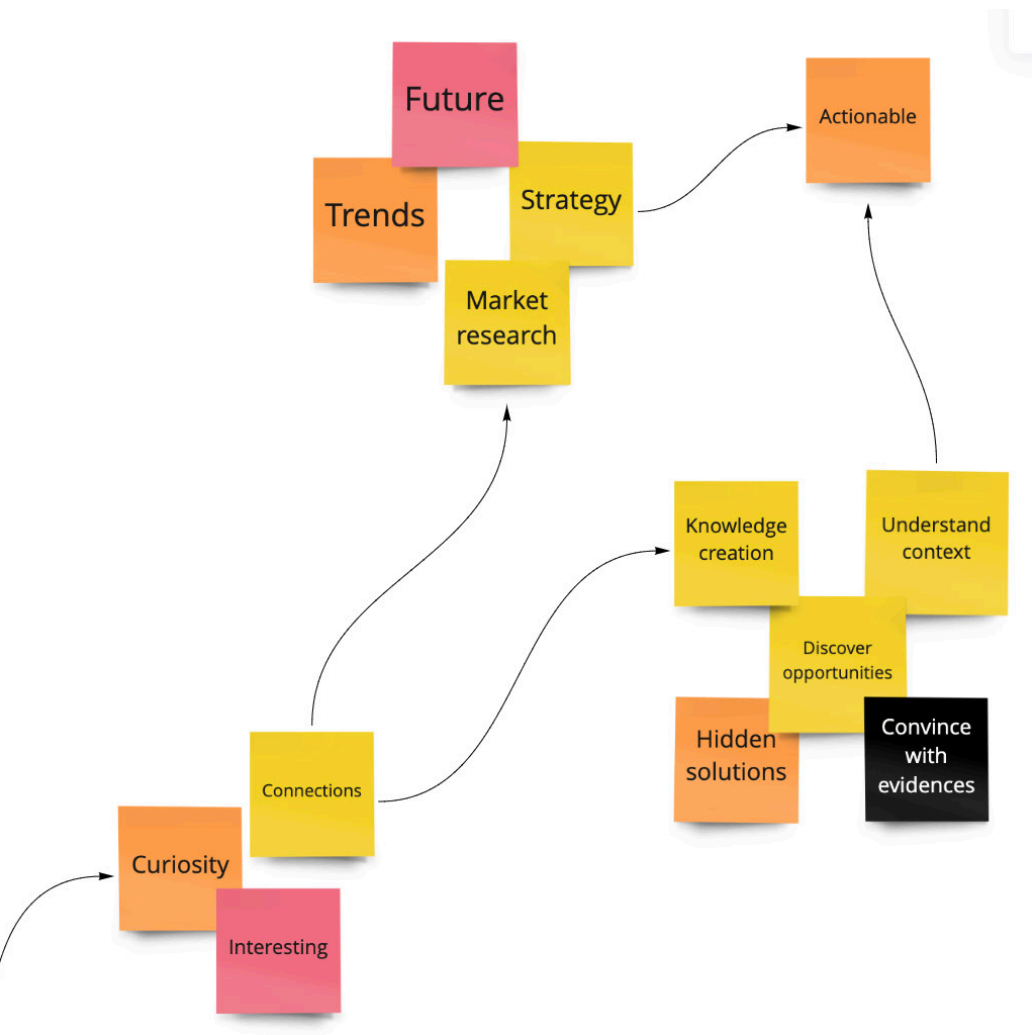 Future
Actionable
Trends
Strategy
Market
research
Knowledge
creation
Understand
context
Discover
opportunities
Hidden
solutions
Convince
with
evidences
Connections
Curiosity
Interesting